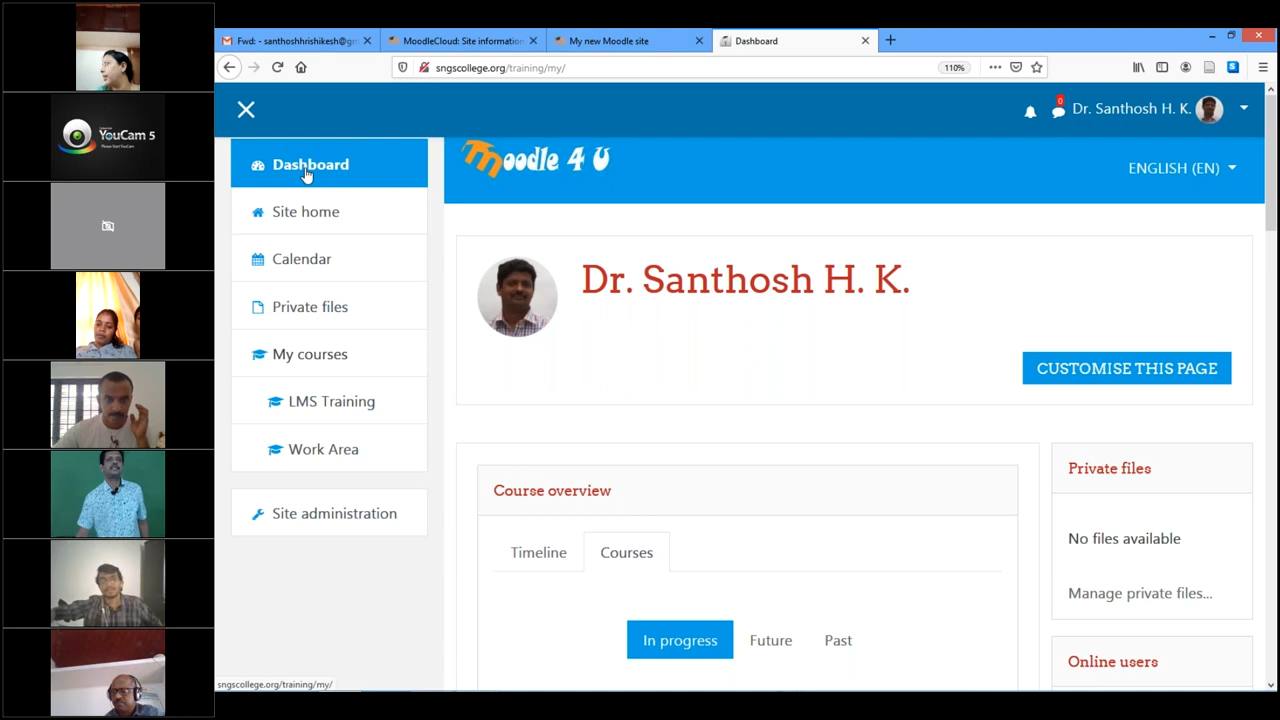 Fwd: - santhoshhrishikesh@gm
MoodleCloud: Site information
My new Moodle site
Dashboard
sngscollege.org/training/my/
110%
0
Dr. Santhosh H. K.
YouCam 5
Dashboard
moodle 4 U
ENGLISH (EN)
Site home
Calendar
Private files
My courses
LMS Training
Work Area
Site administration
Dr. Santhosh H. K.
CUSTOMISE THIS PAGE
Course overview
Timeline
Courses
In progress
Future
Past
Private files
No files available
Manage private files...
Online users
sngscollege.org/training/my/